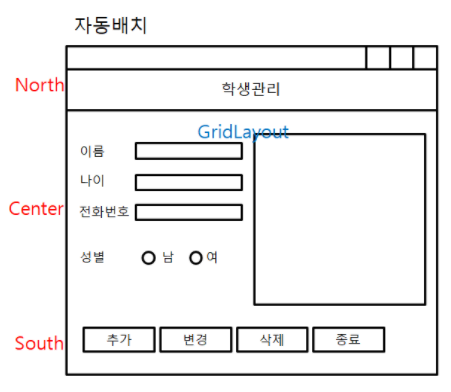 자동배치
North
학생관리
GridLayout
이름
나이
Center
전화번호
성별 남 여
South
추가 변경 삭제 종료